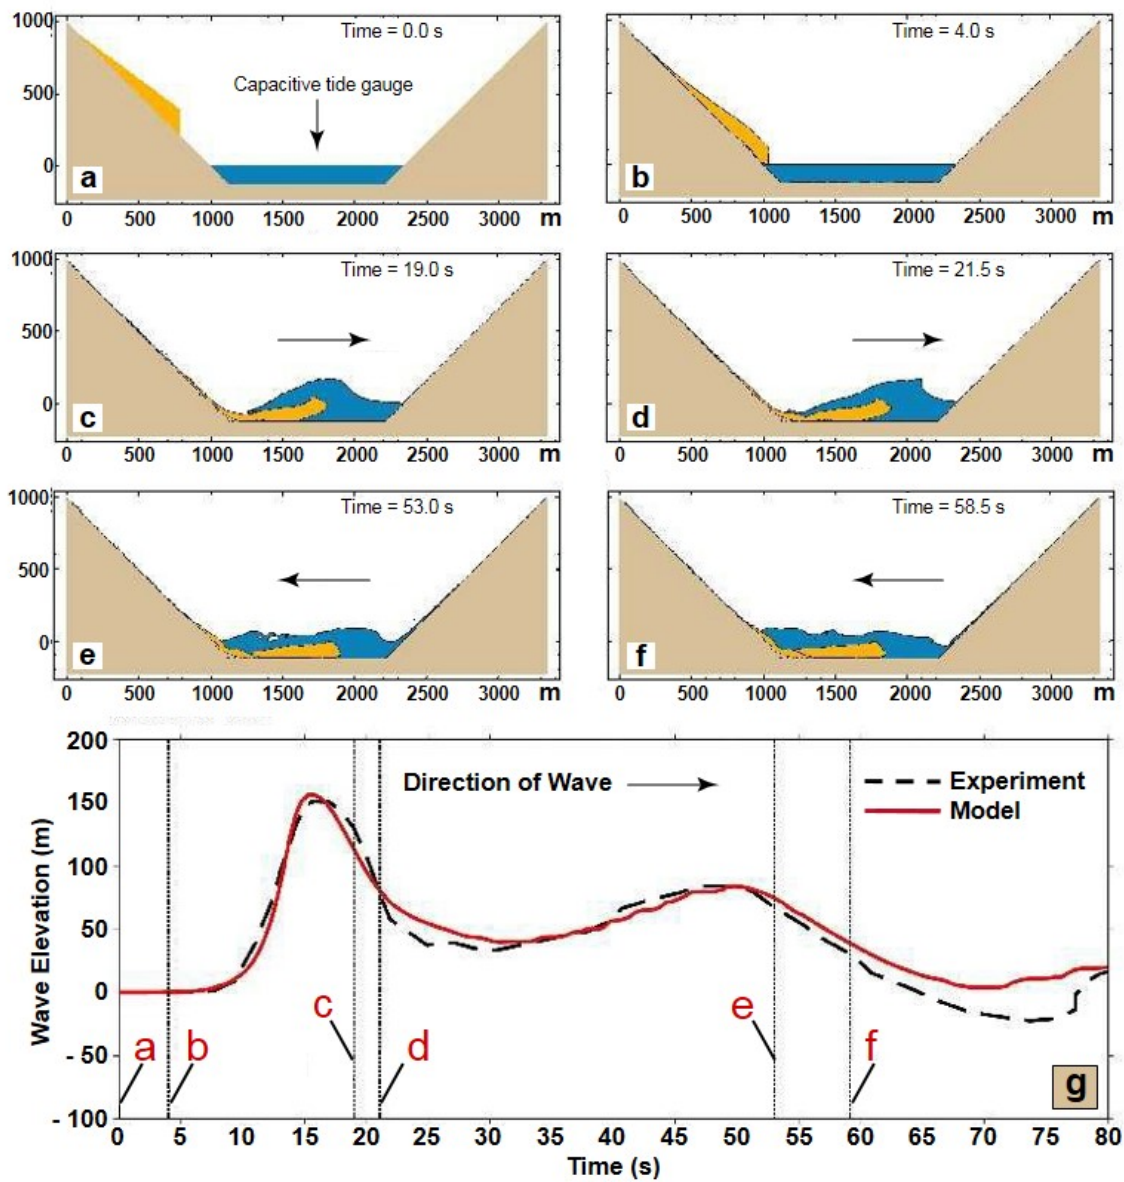 1000
500
0
Time = 0.0 s
Capacitive tide gauge
a
0 500 1000 1500 2000 2500 3000 m
Time = 4.0 s
b
0 500 1000 1500 2000 2500 3000 m
1000
500
0
Time = 19.0 s
c
0 500 1000 1500 2000 2500 3000 m
Time = 21.5 s
d
0 500 1000 1500 2000 2500 3000 m
1000
500
0
Time = 53.0 s
e
0 500 1000 1500 2000 2500 3000 m
Time = 58.5 s
f
0 500 1000 1500 2000 2500 3000 m
Wave Elevation (m)
200
150
100
50
0
- 50
- 100
Direction of Wave
Experiment
Model
a b c d e f
g
0 5 10 15 20 25 30 35 40 45 50 55 60 65 70 75 80
Time (s)